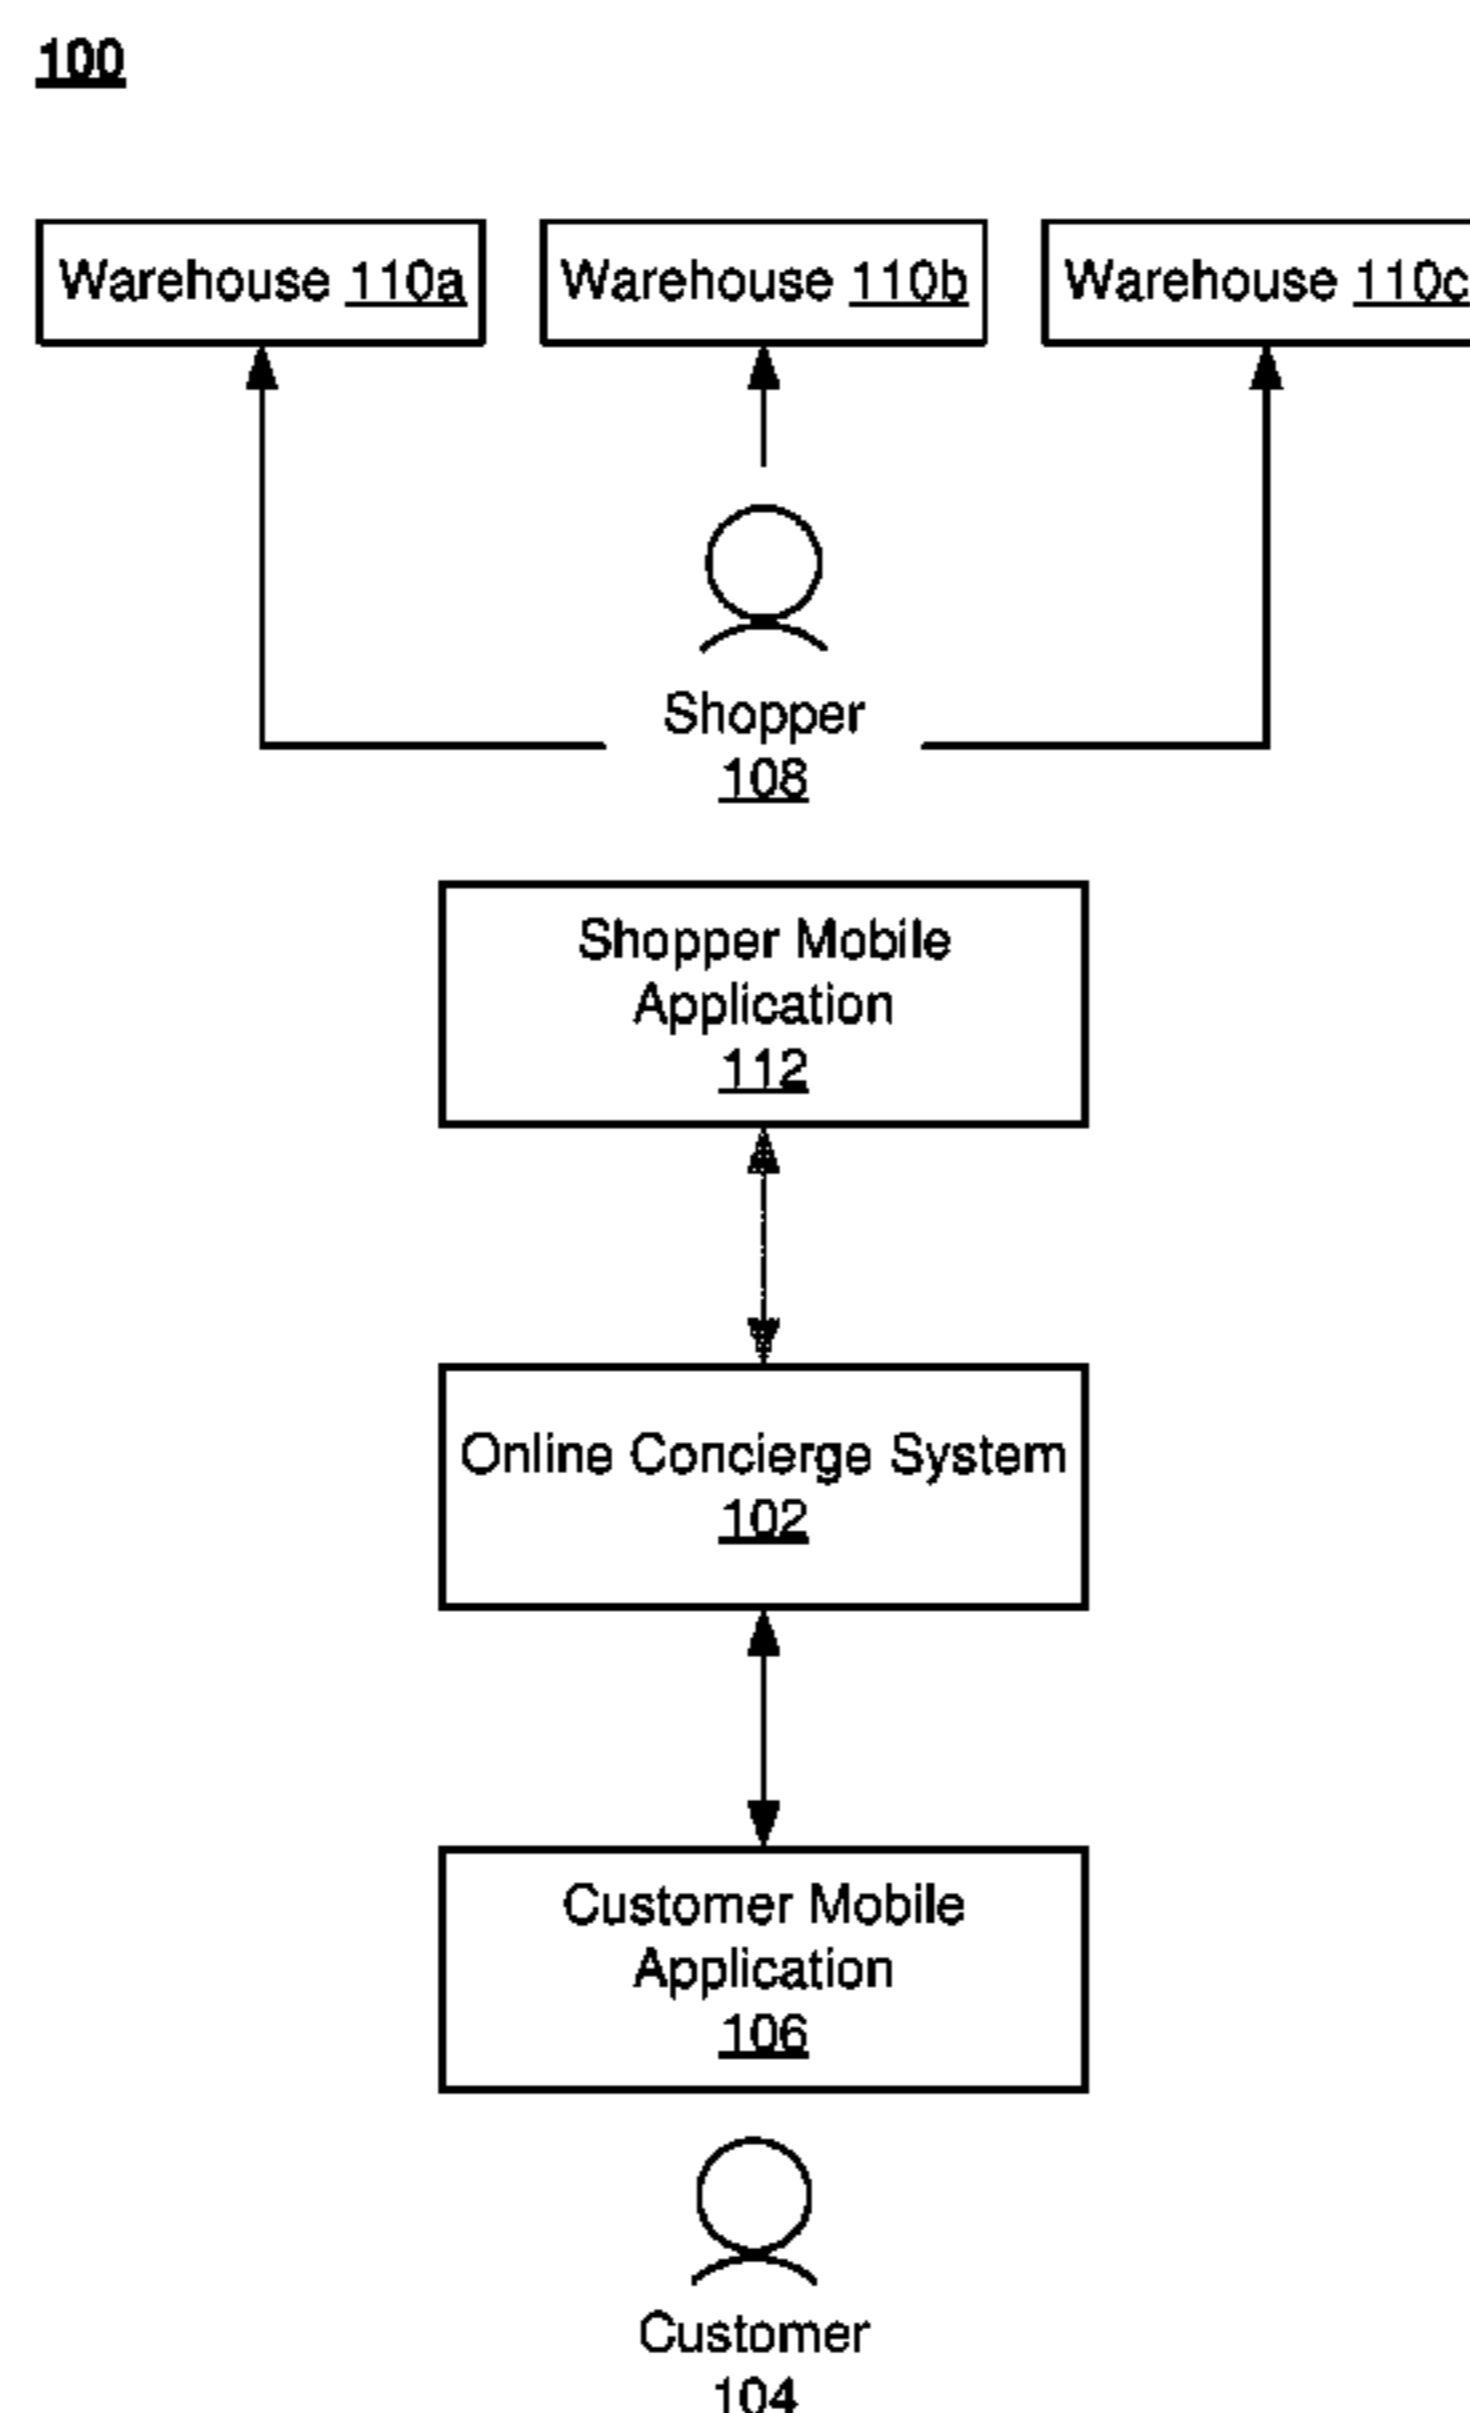 100
Warehouse 110a
Warehouse 110b
Warehouse 110c
Shopper
108
Shopper Mobile
Application
112
Online Concierge System
102
Customer Mobile
Application
106
Customer
104